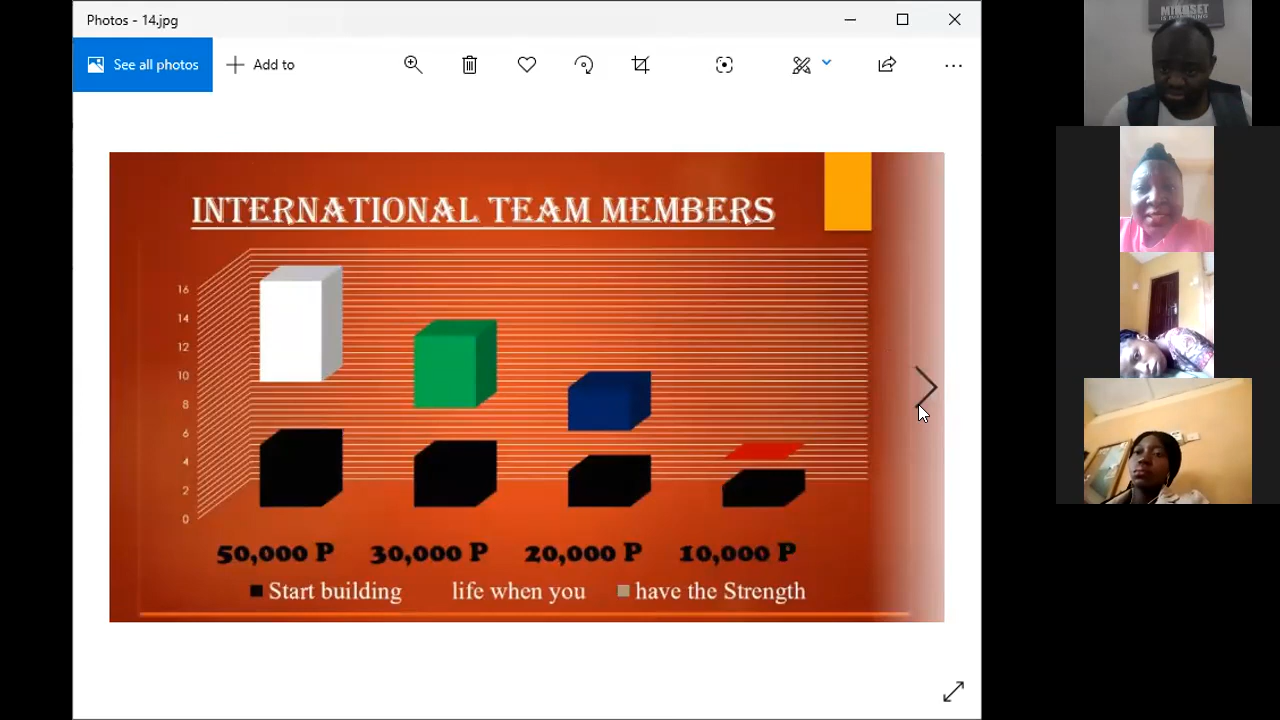 Photos - 14.jpg
See all photos
Add to
INTERNATIONAL TEAM MEMBERS
16
14
12
10
8
6
4
2
0
50,000 P 30,000 P 20,000 P 10,000 P
Start building life when you have the Strength
MINDSET